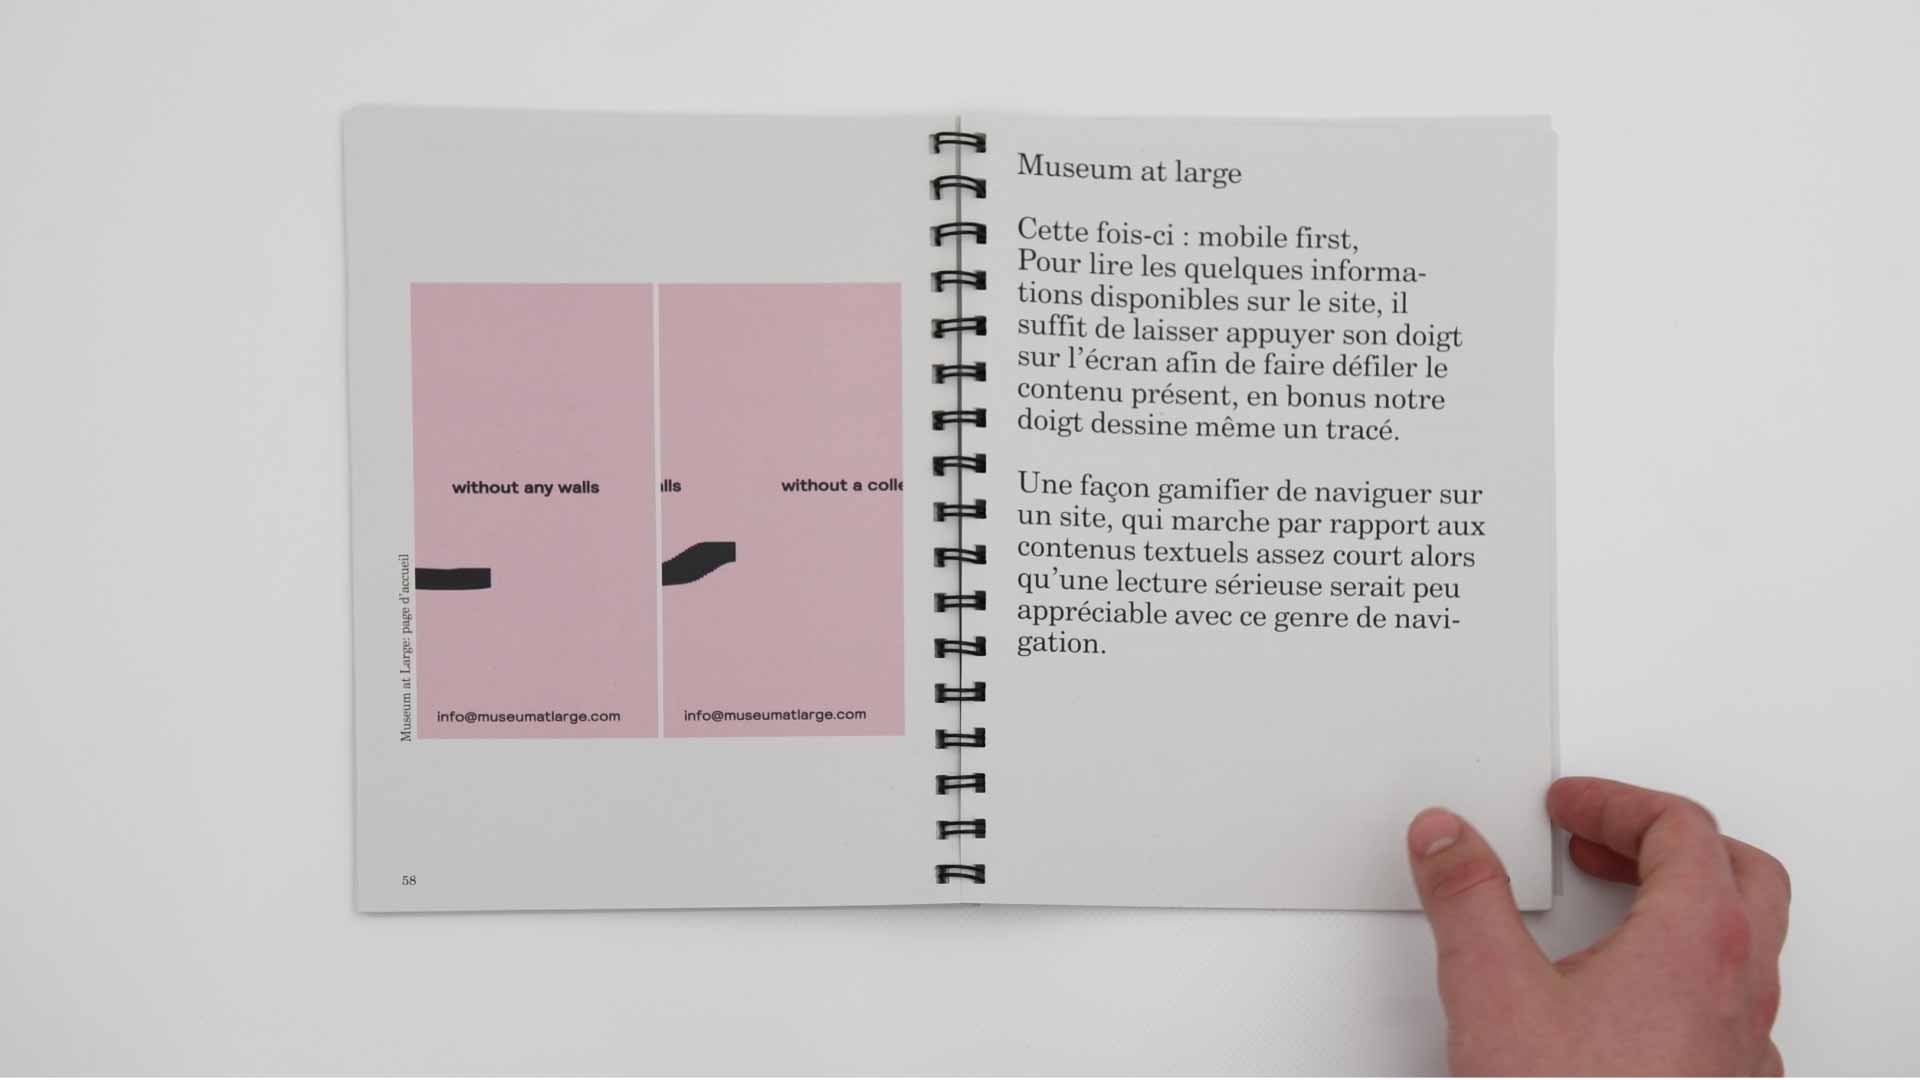 without any walls
info@museumatlarge.com
lls
without a colle
info@museumatlarge.com
Museum at Large: page d'accueil
58
Museum at large
Cette fois-ci : mobile first,
Pour lire les quelques informa-
tions disponibles sur le site, il
suffit de laisser appuyer son doigt
sur l'écran afin de faire défiler le
contenu présent, en bonus notre
doigt dessine même un tracé.
Une façon gamifier de naviguer sur
un site, qui marche par rapport aux
contenus textuels assez court alors
qu'une lecture sérieuse serait peu
appréciable avec ce genre de navi-
gation.